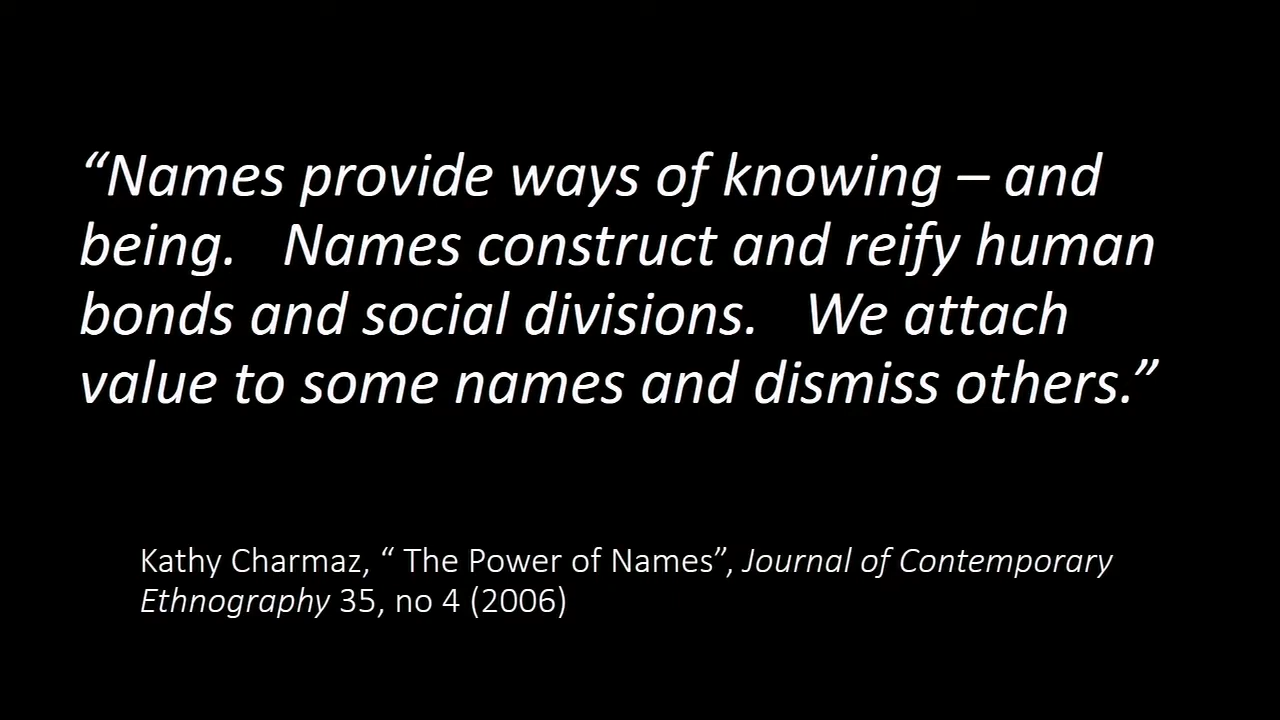 “Names provide ways of knowing – and
being.   Names construct and reify human
bonds and social divisions.   We attach
value to some names and dismiss others.”
Kathy Charmaz, “ The Power of Names”, Journal of Contemporary
Ethnography 35, no 4 (2006)